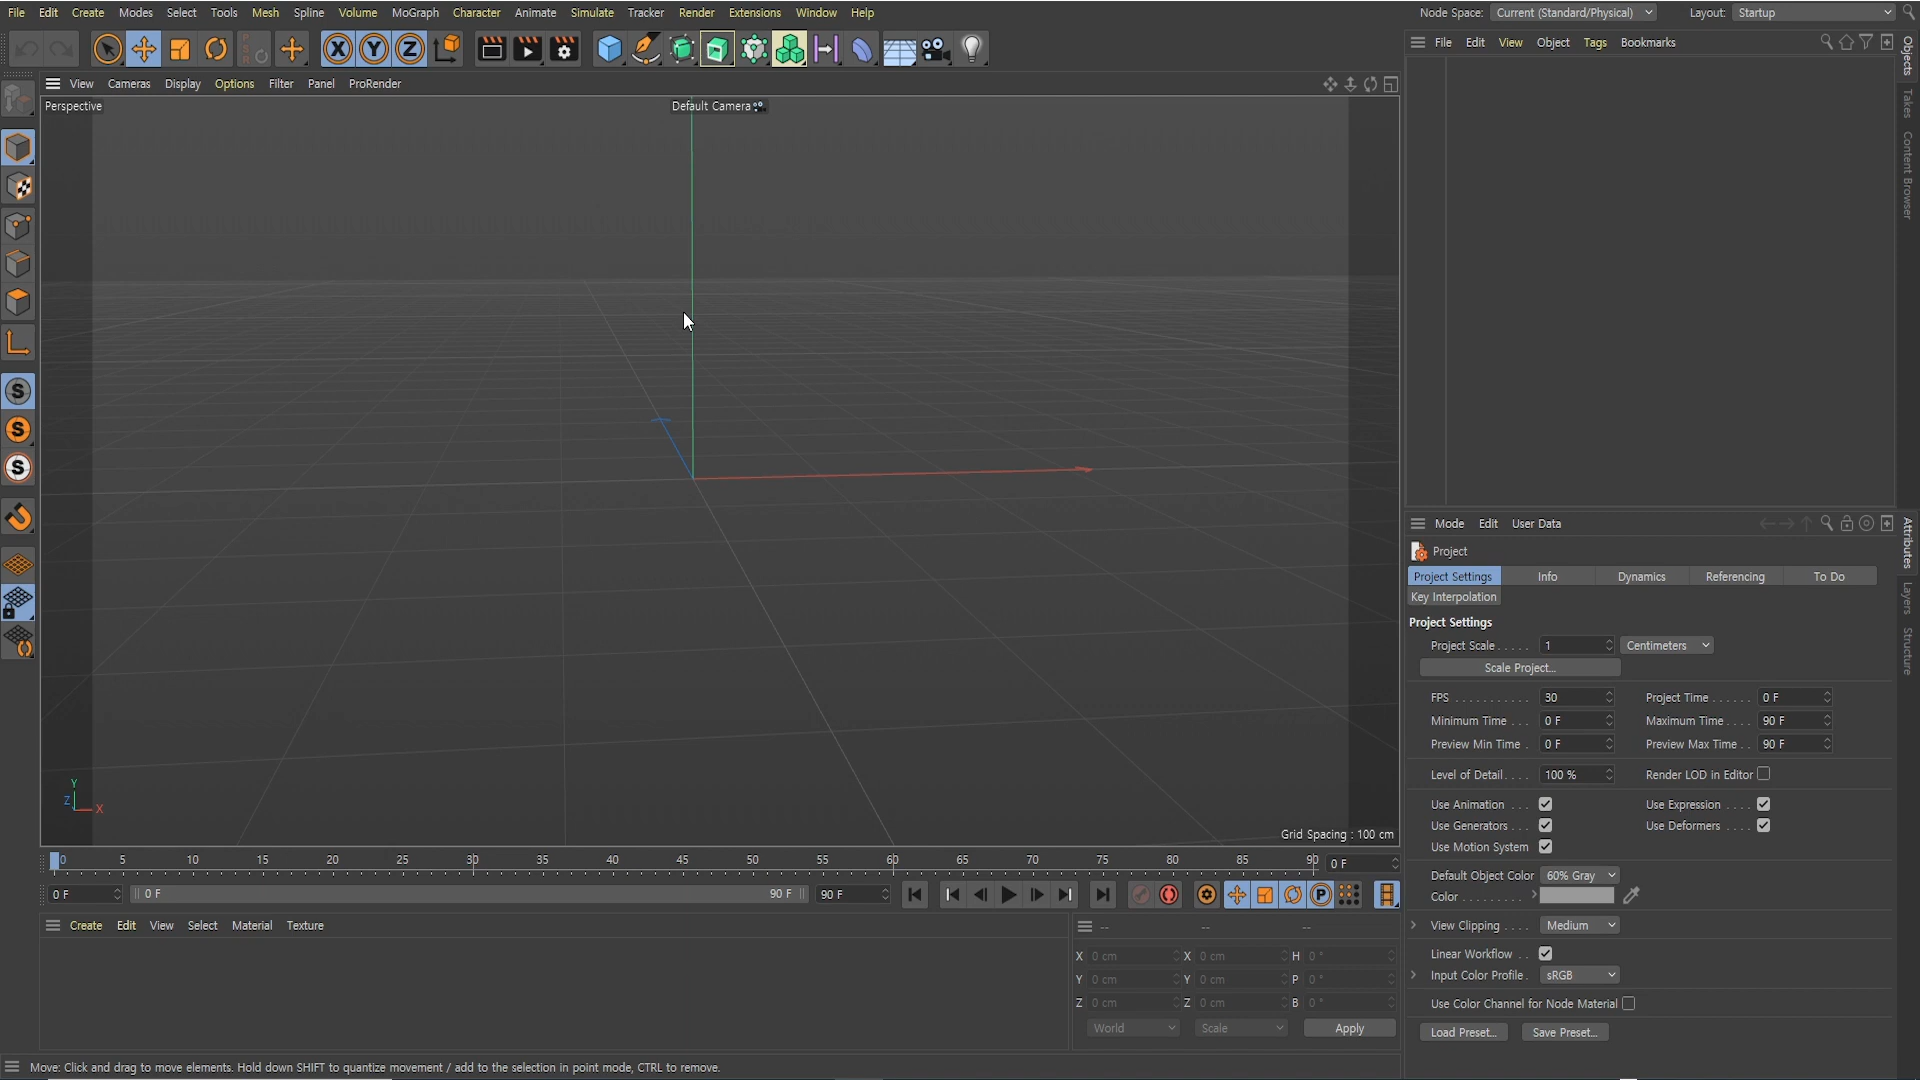 File Edit Create Modes Select Tools Mesh Spline Volume MoGraph Character Animate Simulate Tracker Render Extensions Window Help Node Space: Current (Standard/Physical) Layout: Startup
X Y Z PSR
File Edit View Object Tags Bookmarks
View Cameras Display Options Filter Panel ProRender
Perspective Default Camera
Objects
Takes
Content Browser
S
S
S
Mode Edit User Data
Project
Project Settings Info Dynamics Referencing To Do
Key Interpolation
Project Settings
Project Scale . . . . . 1 Centimeters
Scale Project...
FPS . . . . . . . . . . . 30 Project Time . . . . . . 0 F
Minimum Time . . . 0 F Maximum Time . . . . 90 F
Preview Min Time . 0 F Preview Max Time . . 90 F
Level of Detail . . . . 100 % Render LOD in Editor
Use Animation . . . Use Expression . . . .
Use Generators . . Use Deformers . . . .
Use Motion System
Default Object Color 60% Gray
Color . . . . . . . . .
View Clipping . . . . Medium
Linear Workflow . .
Input Color Profile . sRGB
Use Color Channel for Node Material
Load Preset... Save Preset...
Attributes
Layers
Structure
Y
Z X
Grid Spacing : 100 cm
0 5 10 15 20 25 30 35 40 45 50 55 60 65 70 75 80 85 90 0 F
0 F 0 F 90 F 90 F P
Create Edit View Select Material Texture
-- -- --
X 0 cm X 0 cm H 0 °
Y 0 cm Y 0 cm P 0 °
Z 0 cm Z 0 cm B 0 °
World Scale Apply
Move: Click and drag to move elements. Hold down SHIFT to quantize movement / add to the selection in point mode, CTRL to remove.